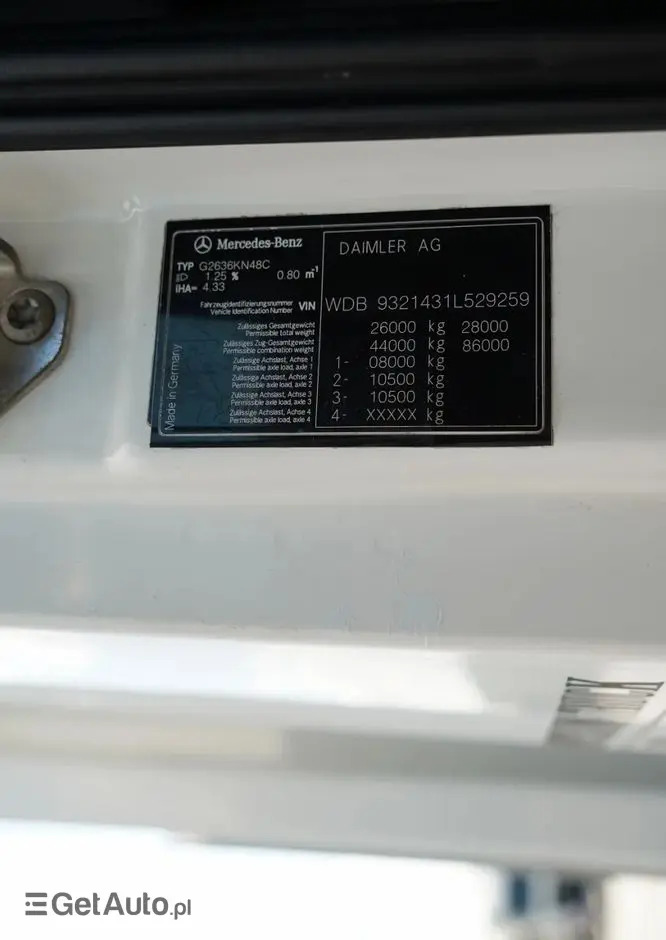 Mercedes-Benz
DAIMLER AG
TYP G2636KN48C
1.25 % 0.80 m-1
iHA= 4.33
Fahrzeugidentifizierungsnummer
Vehicle Identification Number VIN WDB 9321431L529259
Zulässiges Gesamtgewicht
Permissible total weight 26000 kg 28000
Zulässiges Zug-Gesamtgewicht
Permissible combination weight 44000 kg 86000
Zulässige Achslast, Achse 1
Permissible axle load, axle 1 1- 08000 kg
Zulässige Achslast, Achse 2
Permissible axle load, axle 2 2- 10500 kg
Zulässige Achslast, Achse 3
Permissible axle load, axle 3 3- 10500 kg
Zulässige Achslast, Achse 4
Permissible axle load, axle 4 4- XXXXX kg
Made in Germany
GetAuto.pl